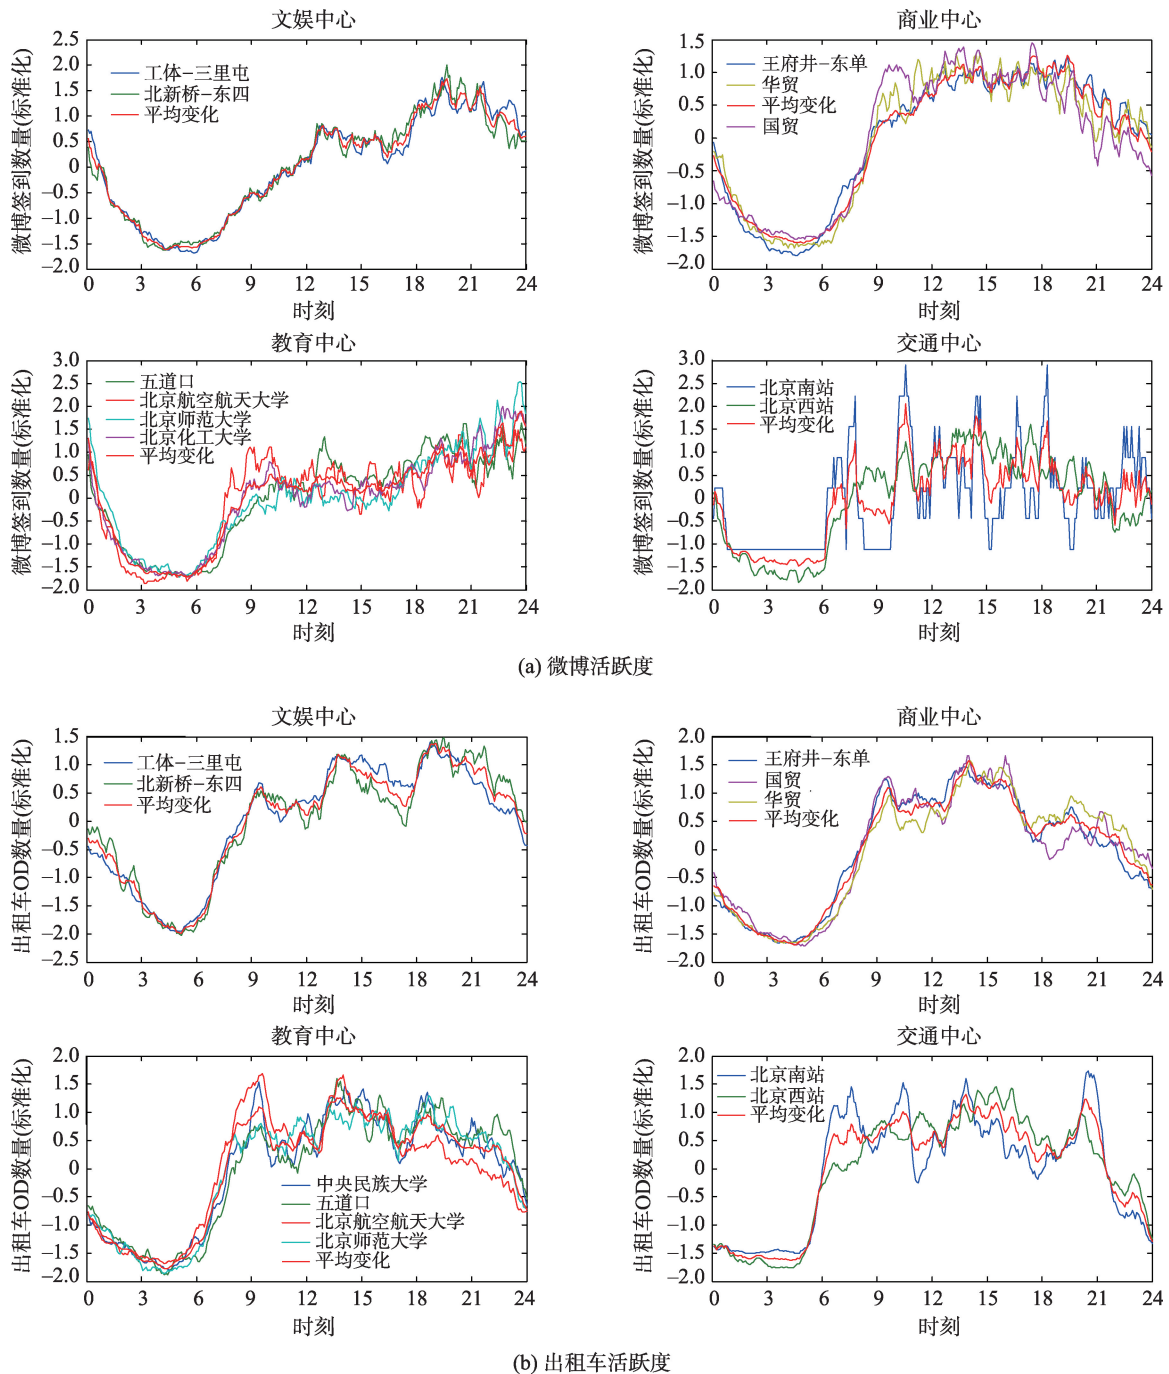 文娱中心
微博签到数量(标准化)
2.5
2.0
1.5
1.0
0.5
0
−0.5
−1.0
−1.5
−2.0
工体−三里屯
北新桥−东四
平均变化
0 3 6 9 12 15 18 21 24
时刻
商业中心
微博签到数量(标准化)
1.5
1.0
0.5
0
−0.5
−1.0
−1.5
−2.0
王府井−东单
华贸
平均变化
国贸
0 3 6 9 12 15 18 21 24
时刻
教育中心
微博签到数量(标准化)
3.0
2.5
2.0
1.5
1.0
0.5
0
−0.5
−1.0
−1.5
−2.0
五道口
北京航空航天大学
北京师范大学
北京化工大学
平均变化
0 3 6 9 12 15 18 21 24
时刻
交通中心
微博签到数量(标准化)
3.0
2.5
2.0
1.5
1.0
0.5
0
−0.5
−1.0
−1.5
−2.0
北京南站
北京西站
平均变化
0 3 6 9 12 15 18 21 24
时刻
(a) 微博活跃度
文娱中心
出租车OD数量(标准化)
1.5
1.0
0.5
0
−0.5
−1.0
−1.5
−2.0
−2.5
工体−三里屯
北新桥−东四
平均变化
0 3 6 9 12 15 18 21 24
时刻
商业中心
出租车OD数量(标准化)
2.0
1.5
1.0
0.5
0
−0.5
−1.0
−1.5
−2.0
王府井−东单
国贸
华贸
平均变化
0 3 6 9 12 15 18 21 24
时刻
教育中心
出租车OD数量(标准化)
2.0
1.5
1.0
0.5
0
−0.5
−1.0
−1.5
−2.0
中央民族大学
五道口
北京航空航天大学
北京师范大学
平均变化
0 3 6 9 12 15 18 21 24
时刻
交通中心
出租车OD数量(标准化)
2.0
1.5
1.0
0.5
0
−0.5
−1.0
−1.5
−2.0
北京南站
北京西站
平均变化
0 3 6 9 12 15 18 21 24
时刻
(b) 出租车活跃度